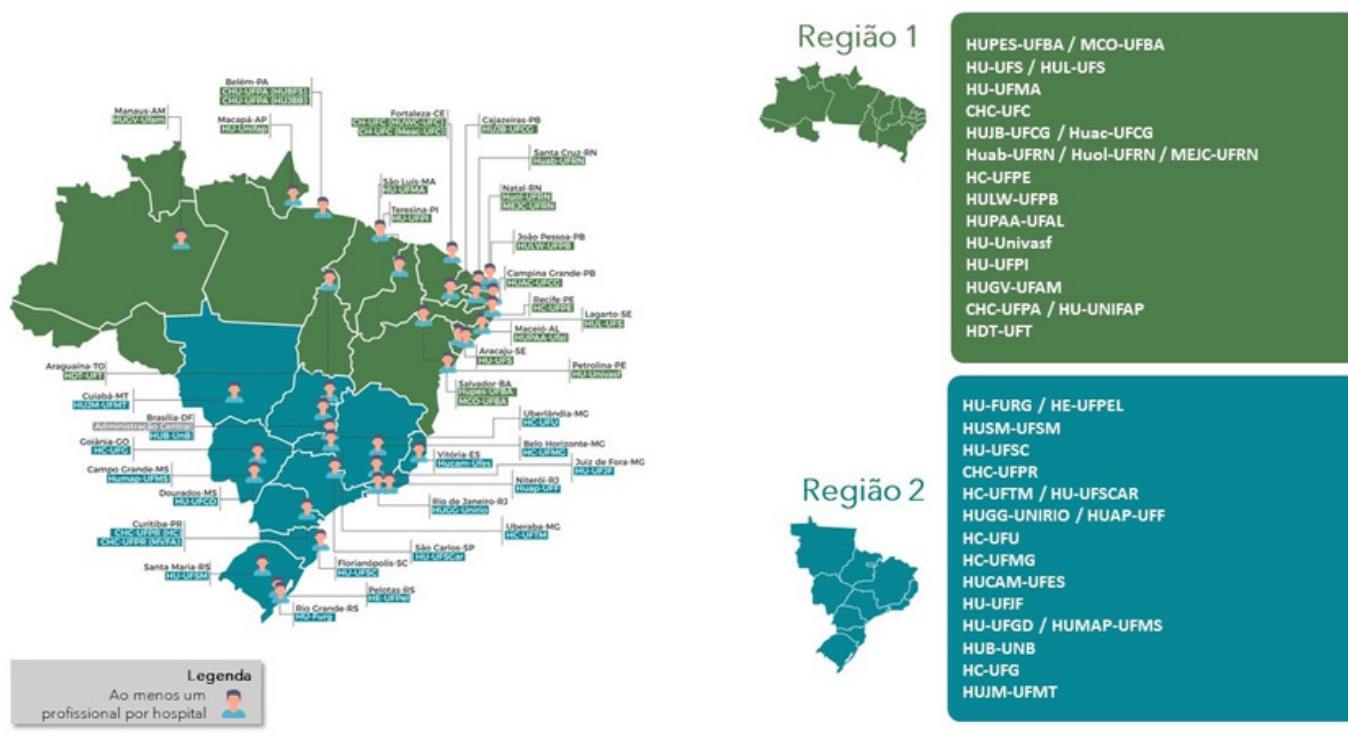 Belém-PA
CHU-UFPA (HUBFS)
CHU-UFPA (HUJBB)
Manaus-AM
HUGV-Ufam
Macapá-AP
HU-Unifap
Fortaleza-CE
CH-UFC (HUWC-UFC)
CH-UFC (Meac-UFC)
Cajazeiras-PB
HUJB-UFCG
Santa Cruz-RN
Huab-UFRN
São Luís-MA
HU-UFMA
Natal-RN
Huol-UFRN
MEJC-UFRN
Teresina-PI
HU-UFPI
João Pessoa-PB
HULW-UFPB
Campina Grande-PB
HUAC-UFCG
Recife-PE
HC-UFPE
Lagarto-SE
HUL-UFS
Maceió-AL
HUPAA-Ufal
Aracaju-SE
HU-UFS
Petrolina-PE
HU-Univasf
Salvador-BA
Hupes-UFBA
MCO-UFBA
Araguaína-TO
HDT-UFT
Cuiabá-MT
HUJM-UFMT
Brasília-DF
Administração Central
HUB-UnB
Goiânia-GO
HC-UFG
Campo Grande-MS
Humap-UFMS
Dourados-MS
HU-UFGD
Curitiba-PR
CHC-UFPR (HC)
CHC-UFPR (MVFA)
Santa Maria-RS
HU-UFSM
Uberlândia-MG
HC-UFU
Belo Horizonte-MG
HC-UFMG
Vitória-ES
Hucam-Ufes
Juiz de Fora-MG
HU-UFJF
Niterói-RJ
Huap-UFF
Rio de Janeiro-RJ
HUGG-Unirio
Uberaba-MG
HC-UFTM
São Carlos-SP
HU-UFSCar
Florianópolis-SC
HU-UFSC
Pelotas-RS
HE-UFPel
Rio Grande-RS
HU-Furg
Legenda
Ao menos um
profissional por hospital
Região 1
HUPES-UFBA / MCO-UFBA
HU-UFS / HUL-UFS
HU-UFMA
CHC-UFC
HUJB-UFCG / Huac-UFCG
Huab-UFRN / Huol-UFRN / MEJC-UFRN
HC-UFPE
HULW-UFPB
HUPAA-UFAL
HU-Univasf
HU-UFPI
HUGV-UFAM
CHC-UFPA / HU-UNIFAP
HDT-UFT
Região 2
HU-FURG / HE-UFPEL
HUSM-UFSM
HU-UFSC
CHC-UFPR
HC-UFTM / HU-UFSCAR
HUGG-UNIRIO / HUAP-UFF
HC-UFU
HC-UFMG
HUCAM-UFES
HU-UFJF
HU-UFGD / HUMAP-UFMS
HUB-UNB
HC-UFG
HUJM-UFMT